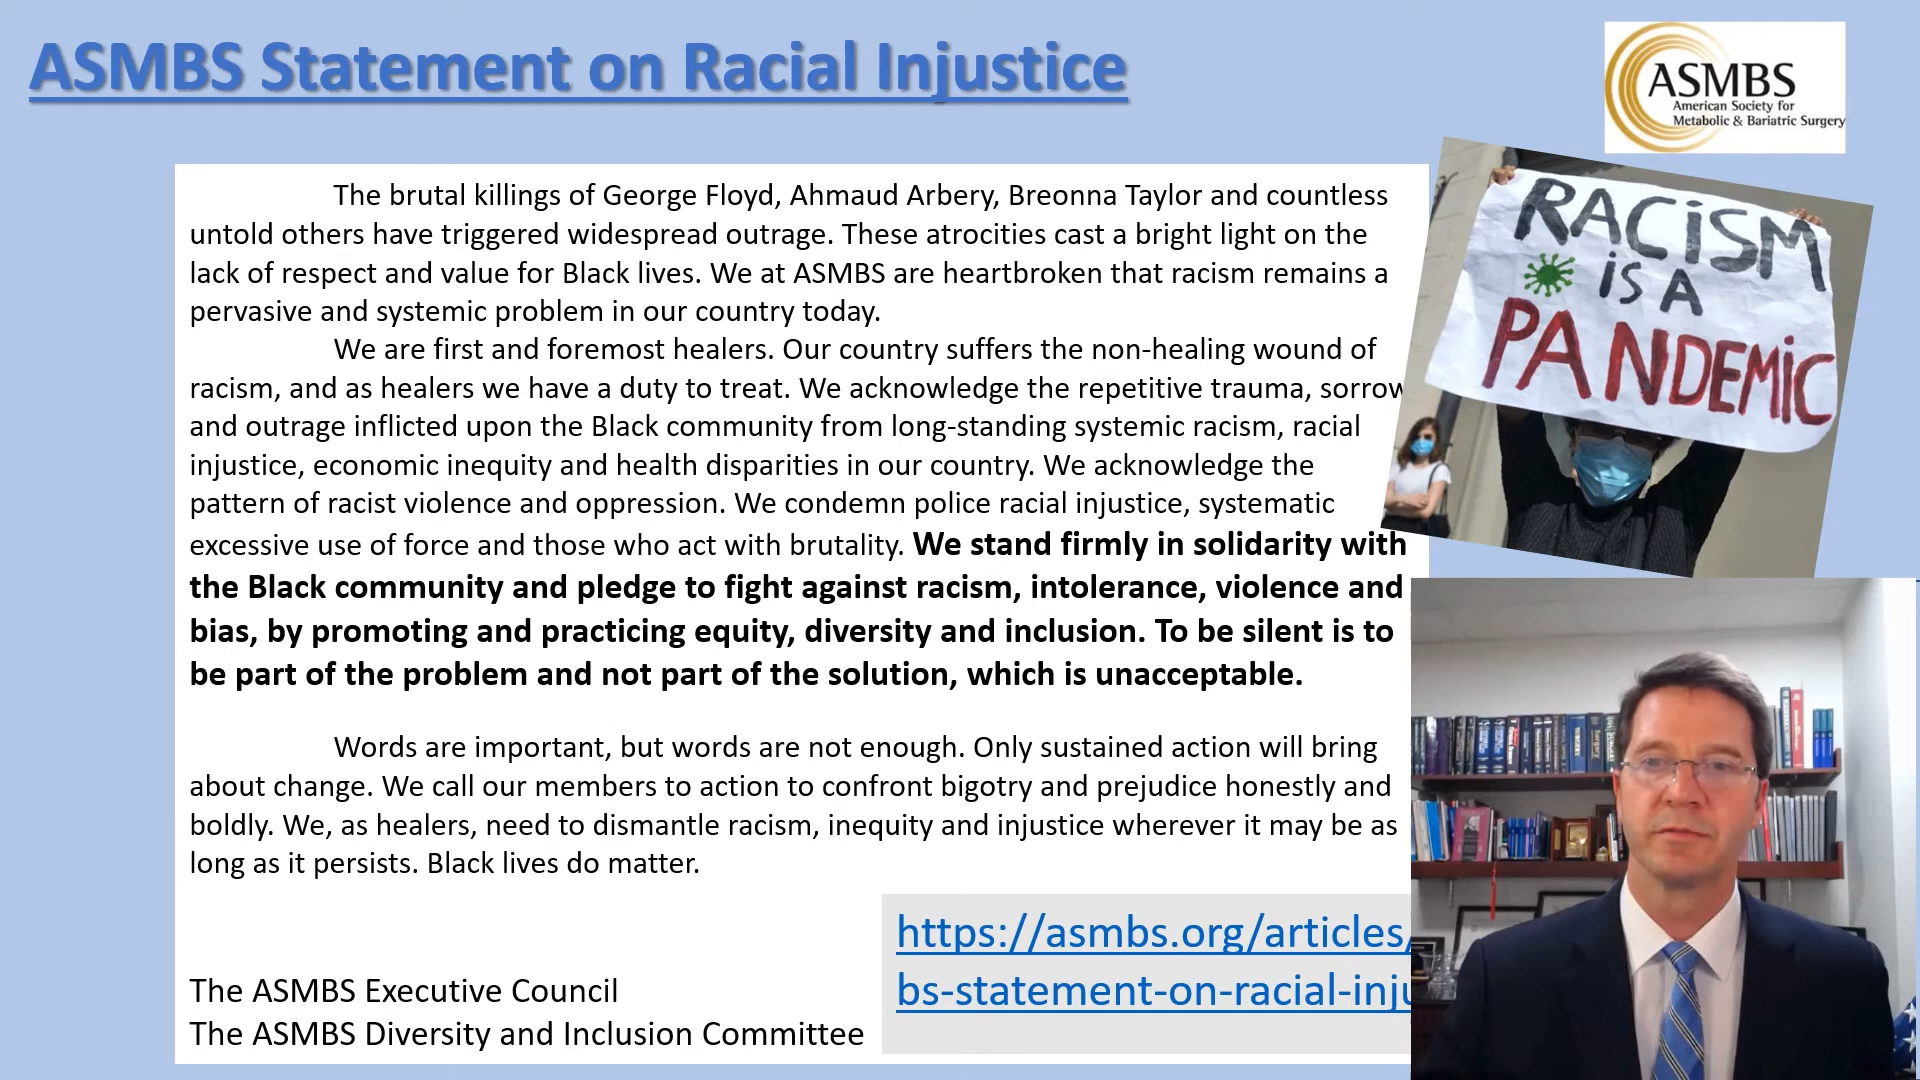 ASMBS Statement on Racial Injustice
ASMBS
American Society for
Metabolic & Bariatric Surgery
The brutal killings of George Floyd, Ahmaud Arbery, Breonna Taylor and countless
untold others have triggered widespread outrage. These atrocities cast a bright light on the
lack of respect and value for Black lives. We at ASMBS are heartbroken that racism remains a
pervasive and systemic problem in our country today.
We are first and foremost healers. Our country suffers the non-healing wound of
racism, and as healers we have a duty to treat. We acknowledge the repetitive trauma, sorrow
and outrage inflicted upon the Black community from long-standing systemic racism, racial
injustice, economic inequity and health disparities in our country. We acknowledge the
pattern of racist violence and oppression. We condemn police racial injustice, systematic
excessive use of force and those who act with brutality. We stand firmly in solidarity with
the Black community and pledge to fight against racism, intolerance, violence and
bias, by promoting and practicing equity, diversity and inclusion. To be silent is to
be part of the problem and not part of the solution, which is unacceptable.
Words are important, but words are not enough. Only sustained action will bring
about change. We call our members to action to confront bigotry and prejudice honestly and
boldly. We, as healers, need to dismantle racism, inequity and injustice wherever it may be as
long as it persists. Black lives do matter.
The ASMBS Executive Council
The ASMBS Diversity and Inclusion Committee
https://asmbs.org/articles/
bs-statement-on-racial-inju
RACISM
IS A
PANDEMIC